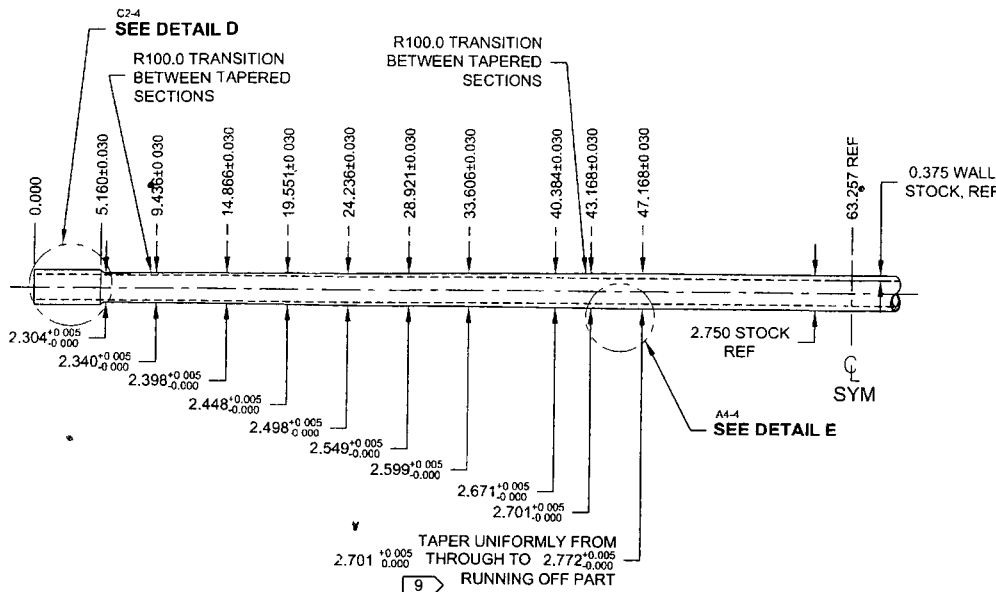 C2-4
SEE DETAIL D
R100.0 TRANSITION
BETWEEN TAPERED
SECTIONS
R100.0 TRANSITION
BETWEEN TAPERED
SECTIONS
0.000
5.160±0.030
9.436±0 030
14.866±0.030
19.551±0.030
24.236±0.030
28.921±0.030
33.606±0.030
40.384±0.030
43.168±0.030
47.168±0 030
63.257 REF
0.375 WALL
STOCK, REF
2.304 +0 005
-0 000
2.340 +0 005
-0.000
2.398 +0 005
-0.000
2.448 +0 005
-0.000
2.498 +0 005
-0.000
2.549 +0 005
-0.000
2.599 +0 005
-0.000
2.671 +0 005
-0 000
2.701 +0 005
-0 000
2.750 STOCK
REF
CL
SYM
A4-4
SEE DETAIL E
TAPER UNIFORMLY FROM
2.701 +0 005
0.000 THROUGH TO 2.772 +0.005
-0.000
9 RUNNING OFF PART